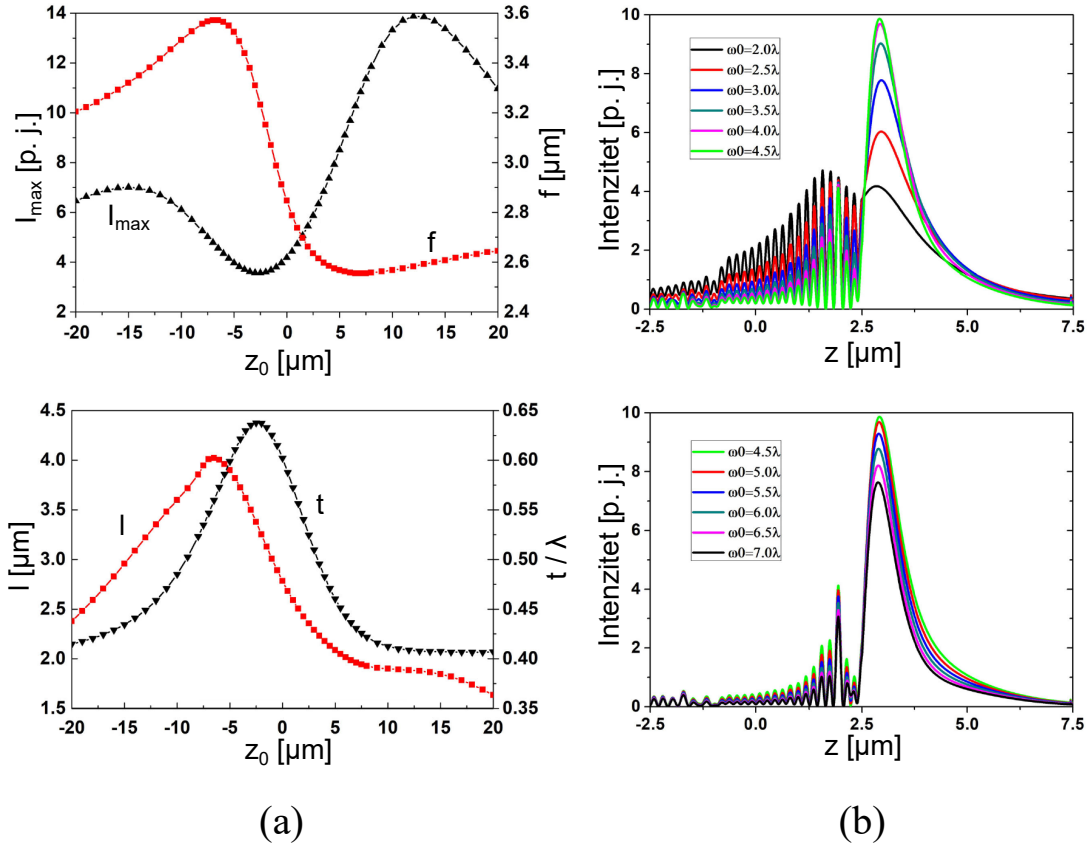 14
12
10
8
6
4
2
I_max [p. j.]
3.6
3.4
3.2
3.0
2.8
2.6
2.4
f [µm]
I_max
f
-20 -15 -10 -5 0 5 10 15 20
z_0 [µm]
10
8
6
4
2
0
Intenzitet [p. j.]
ω0=2.0λ
ω0=2.5λ
ω0=3.0λ
ω0=3.5λ
ω0=4.0λ
ω0=4.5λ
-2.5 0.0 2.5 5.0 7.5
z [µm]
4.5
4.0
3.5
3.0
2.5
2.0
1.5
l [µm]
0.65
0.60
0.55
0.50
0.45
0.40
0.35
t / λ
l
t
-20 -15 -10 -5 0 5 10 15 20
z_0 [µm]
10
8
6
4
2
0
Intenzitet [p. j.]
ω0=4.5λ
ω0=5.0λ
ω0=5.5λ
ω0=6.0λ
ω0=6.5λ
ω0=7.0λ
-2.5 0.0 2.5 5.0 7.5
z [µm]
(a)
(b)